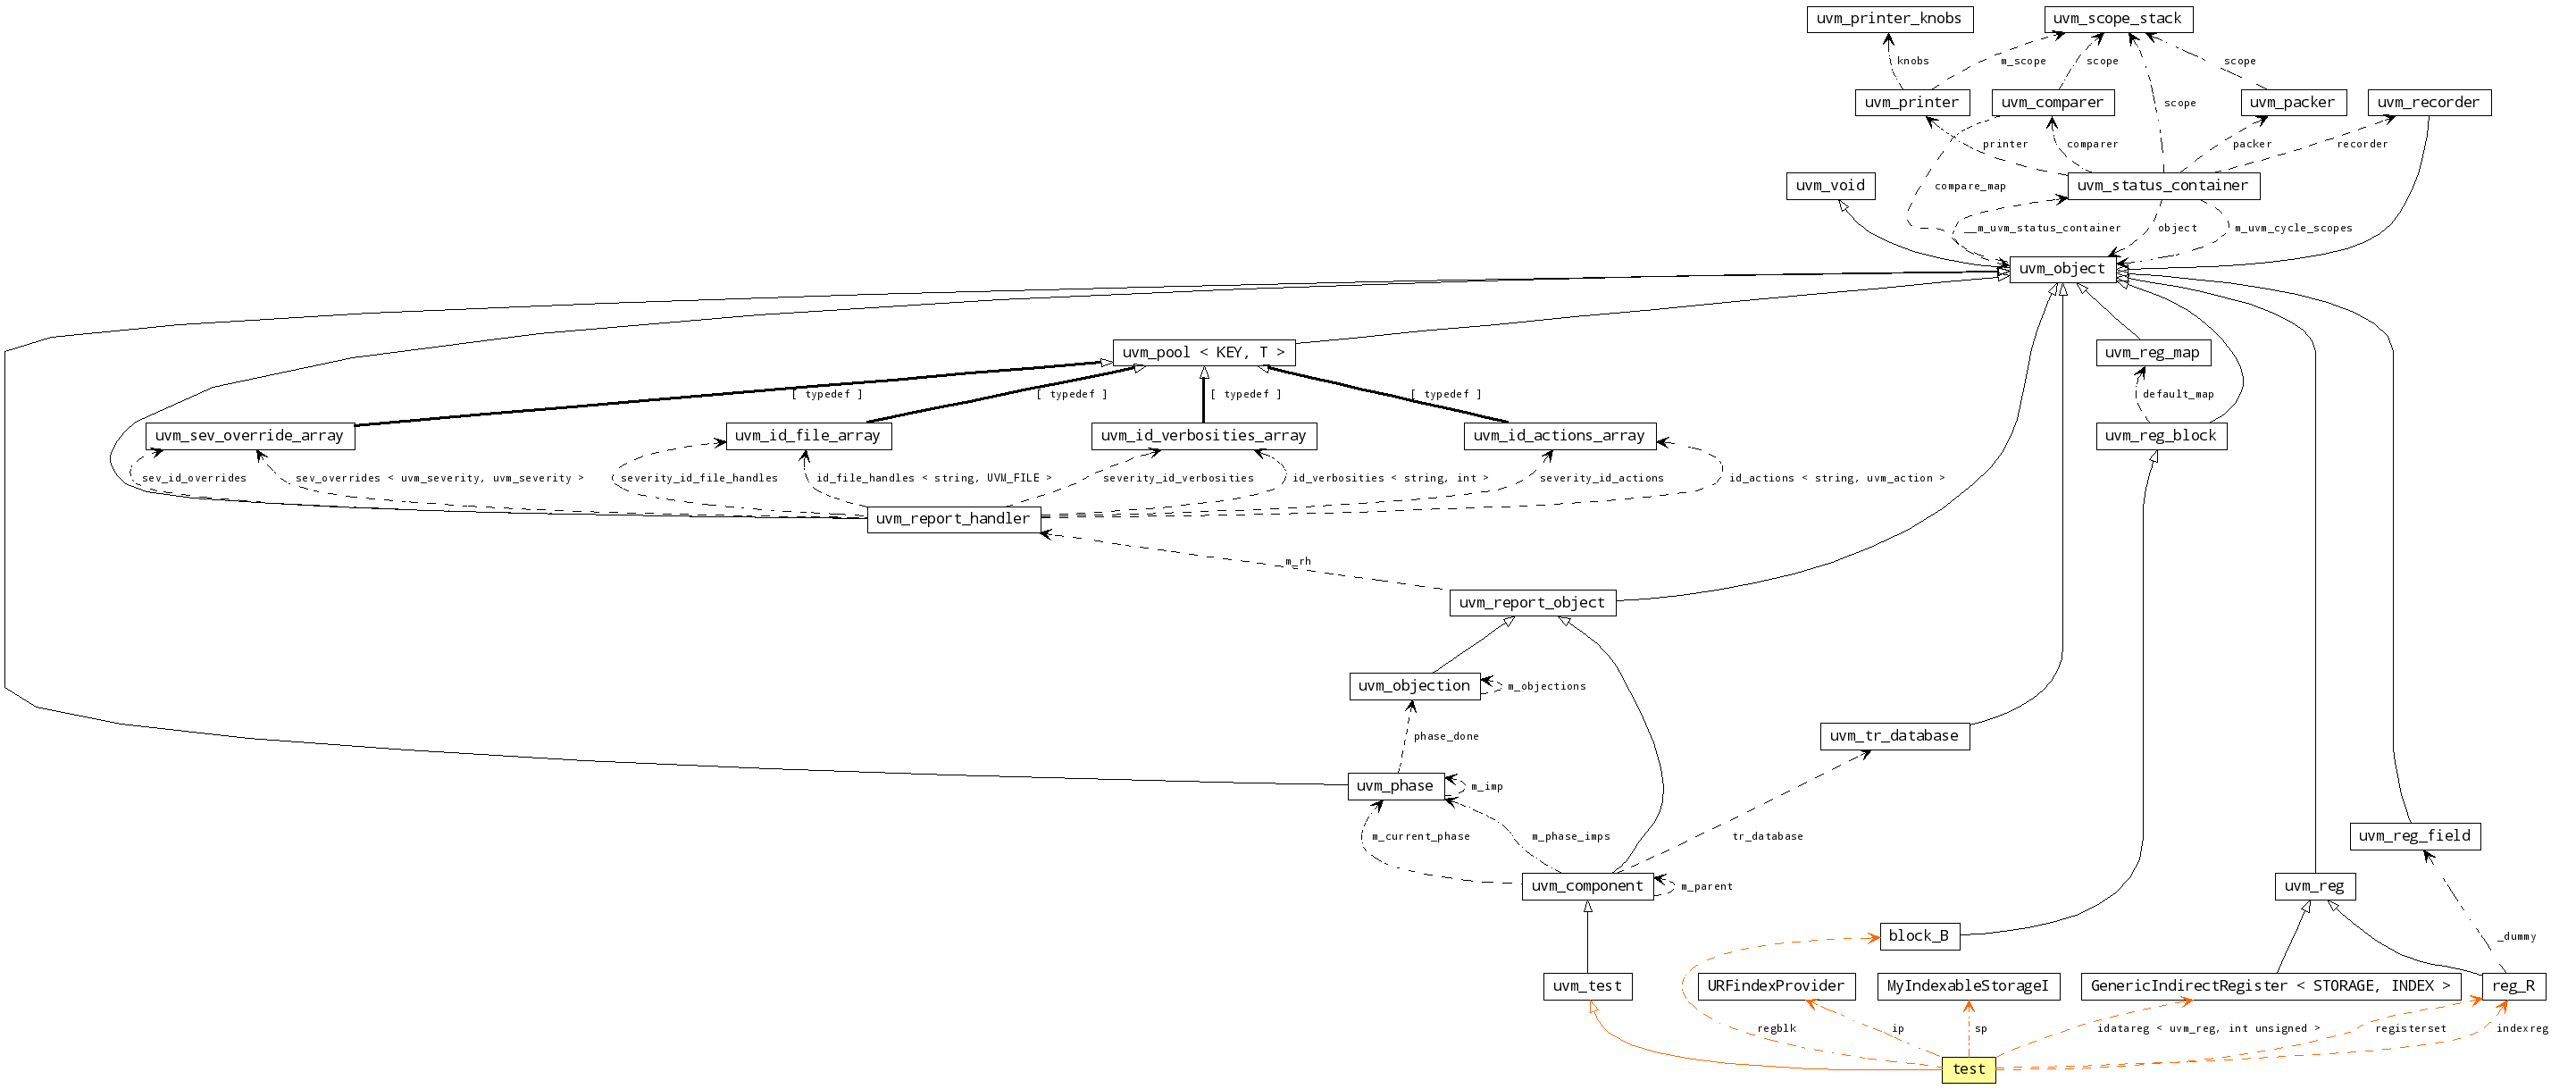 uvm_printer_knobs
uvm_scope_stack
knobs
m_scope
scope
scope
uvm_printer
uvm_comparer
scope
uvm_packer
uvm_recorder
printer
comparer
packer
recorder
uvm_void
compare_map
uvm_status_container
__m_uvm_status_container
object
m_uvm_cycle_scopes
uvm_object
uvm_pool < KEY, T >
uvm_reg_map
[ typedef ]
[ typedef ]
[ typedef ]
[ typedef ]
default_map
uvm_sev_override_array
uvm_id_file_array
uvm_id_verbosities_array
uvm_id_actions_array
uvm_reg_block
sev_id_overrides
sev_overrides < uvm_severity, uvm_severity >
severity_id_file_handles
id_file_handles < string, UVM_FILE >
severity_id_verbosities
id_verbosities < string, int >
severity_id_actions
id_actions < string, uvm_action >
uvm_report_handler
m_rh
uvm_report_object
uvm_objection
m_objections
phase_done
uvm_tr_database
uvm_phase
m_imp
m_current_phase
m_phase_imps
tr_database
uvm_reg_field
uvm_component
m_parent
uvm_reg
block_B
_dummy
uvm_test
URFindexProvider
MyIndexableStorageI
GenericIndirectRegister < STORAGE, INDEX >
reg_R
regblk
ip
sp
idatareg < uvm_reg, int unsigned >
registerset
indexreg
test